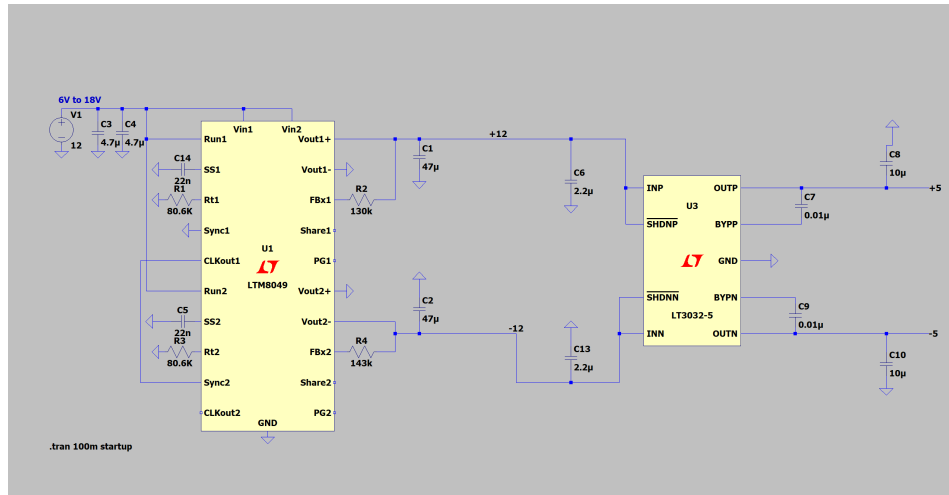 6V to 18V
V1
12
C3
4.7µ
C4
4.7µ
Vin1
Vin2
Run1
Vout1+
C14
22n
SS1
Vout1-
R1
80.6K
Rt1
FBx1
R2
130k
Sync1
Share1
U1
CLKout1
PG1
LTM8049
Run2
Vout2+
C5
22n
SS2
Vout2-
R3
80.6K
Rt2
FBx2
R4
143k
Sync2
Share2
CLKout2
PG2
GND
C1
47µ
C2
47µ
+12
-12
C6
2.2µ
C13
2.2µ
INP
OUTP
U3
SHDNP
BYPP
GND
SHDNN
BYPN
LT3032-5
INN
OUTN
C8
10µ
C7
0.01µ
+5
C9
0.01µ
-5
C10
10µ
.tran 100m startup